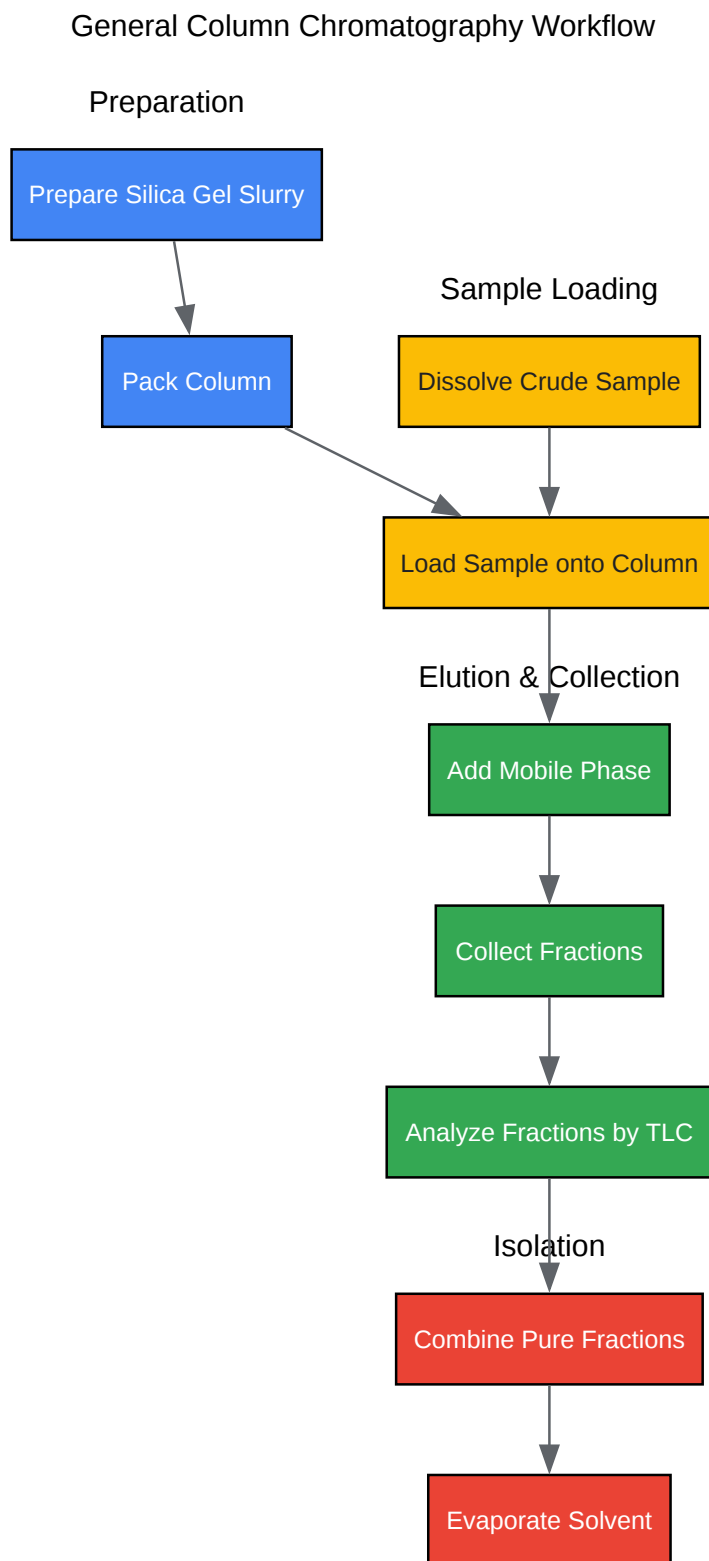 General Column Chromatography Workflow
Preparation
Prepare Silica Gel Slurry
Pack Column
Sample Loading
Dissolve Crude Sample
Load Sample onto Column
Elution & Collection
Add Mobile Phase
Collect Fractions
Analyze Fractions by TLC
Isolation
Combine Pure Fractions
Evaporate Solvent